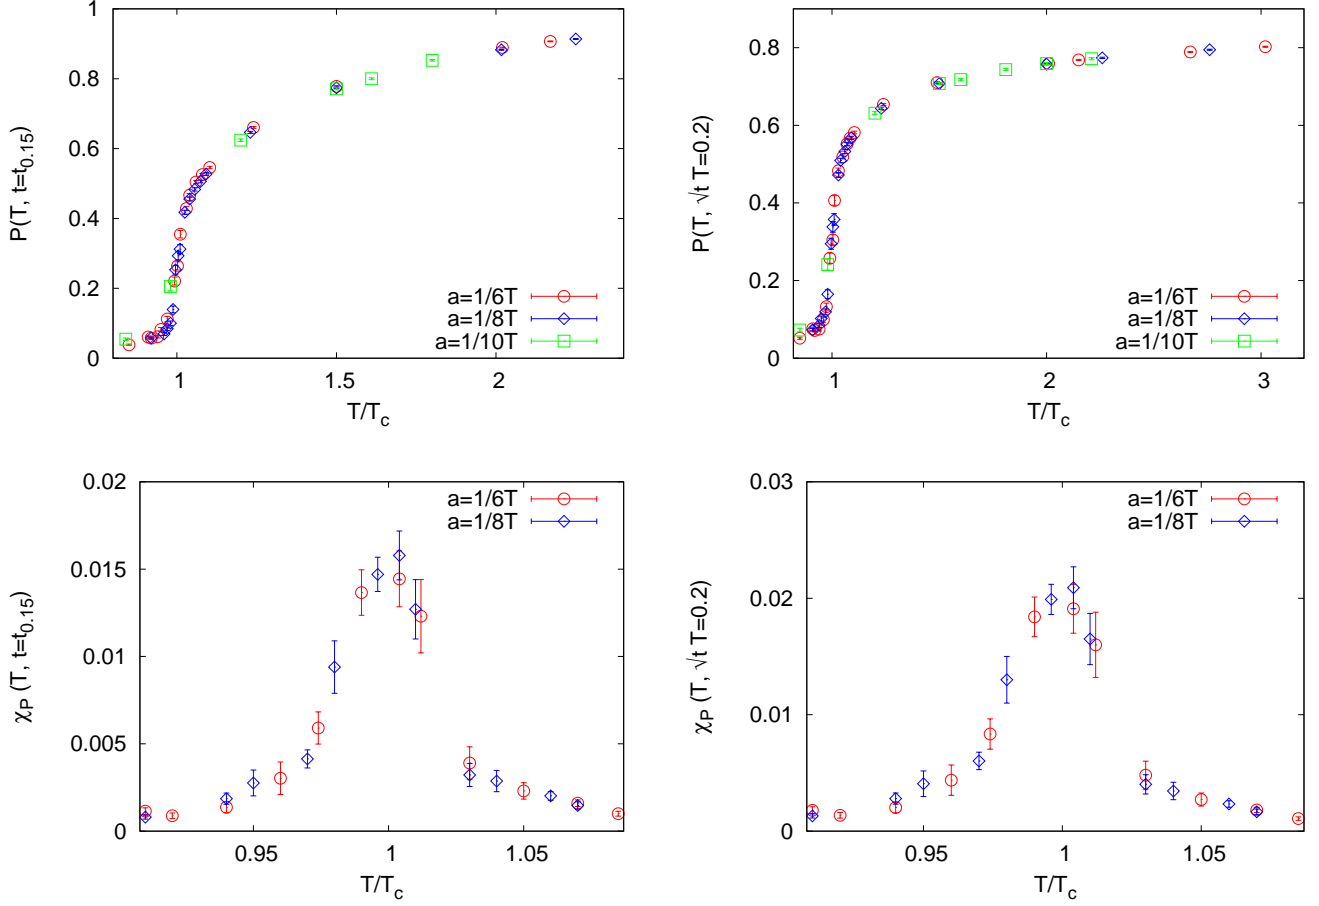 1
0.8
0.6
0.4
0.2
0
P(T, t=t0.15)
a=1/6T
a=1/8T
a=1/10T
1
1.5
2
T/Tc
0.8
0.6
0.4
0.2
0
P(T, √t T=0.2)
a=1/6T
a=1/8T
a=1/10T
1
2
3
T/Tc
0.02
0.015
0.01
0.005
0
χP (T, t=t0.15)
a=1/6T
a=1/8T
0.95
1
1.05
T/Tc
0.03
0.02
0.01
0
χP (T, √t T=0.2)
a=1/6T
a=1/8T
0.95
1
1.05
T/Tc